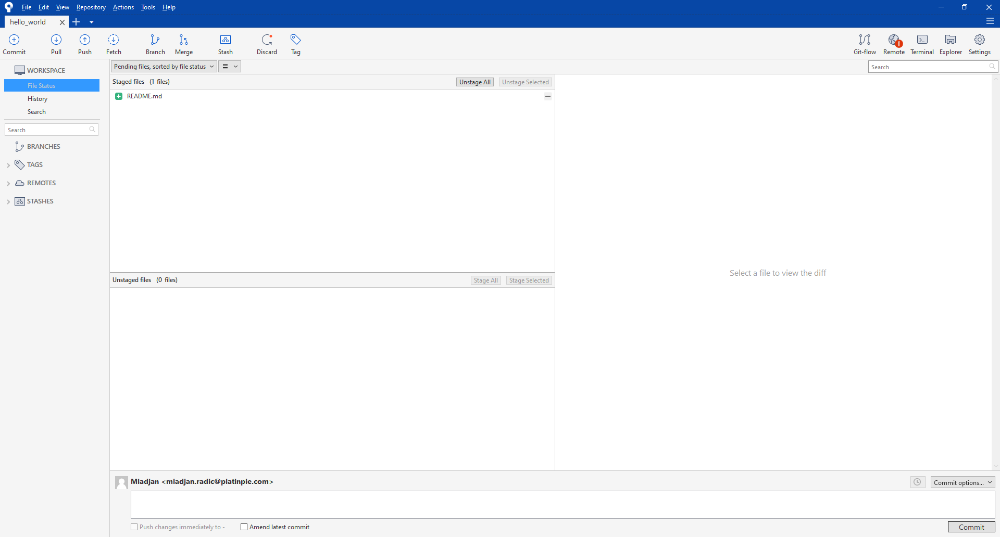 File Edit View Repository Actions Tools Help
hello_world
Commit Pull Push Fetch Branch Merge Stash Discard Tag Git-flow Remote Terminal Explorer Settings
WORKSPACE
File Status
History
Search
Search
BRANCHES
TAGS
REMOTES
STASHES
Pending files, sorted by file status
Search
Staged files (1 files) Unstage All Unstage Selected
README.md
Unstaged files (0 files) Stage All Stage Selected
Select a file to view the diff
Mladjan <mladjan.radic@platinpie.com> Commit options...
Push changes immediately to - Amend latest commit
Commit